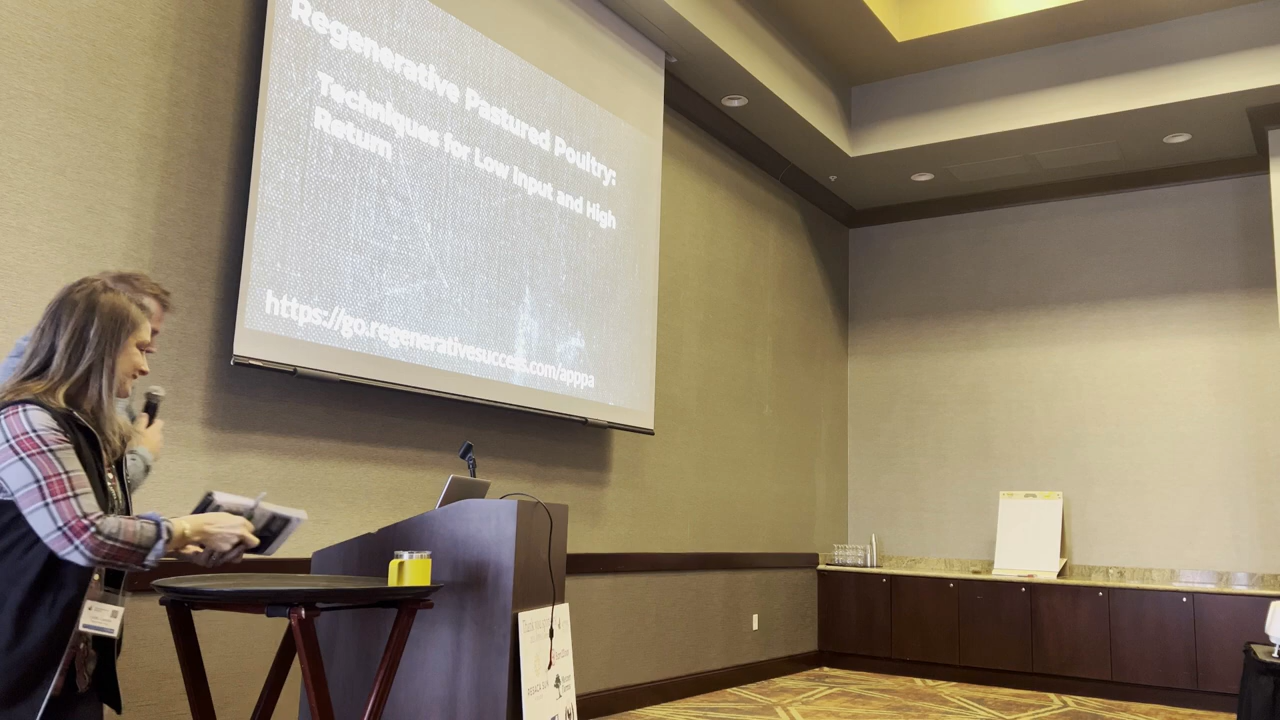 Regenerative Pastured Poultry:
Techniques for Low Input and High
Return
https://go.regenerativesuccess.com/apppa